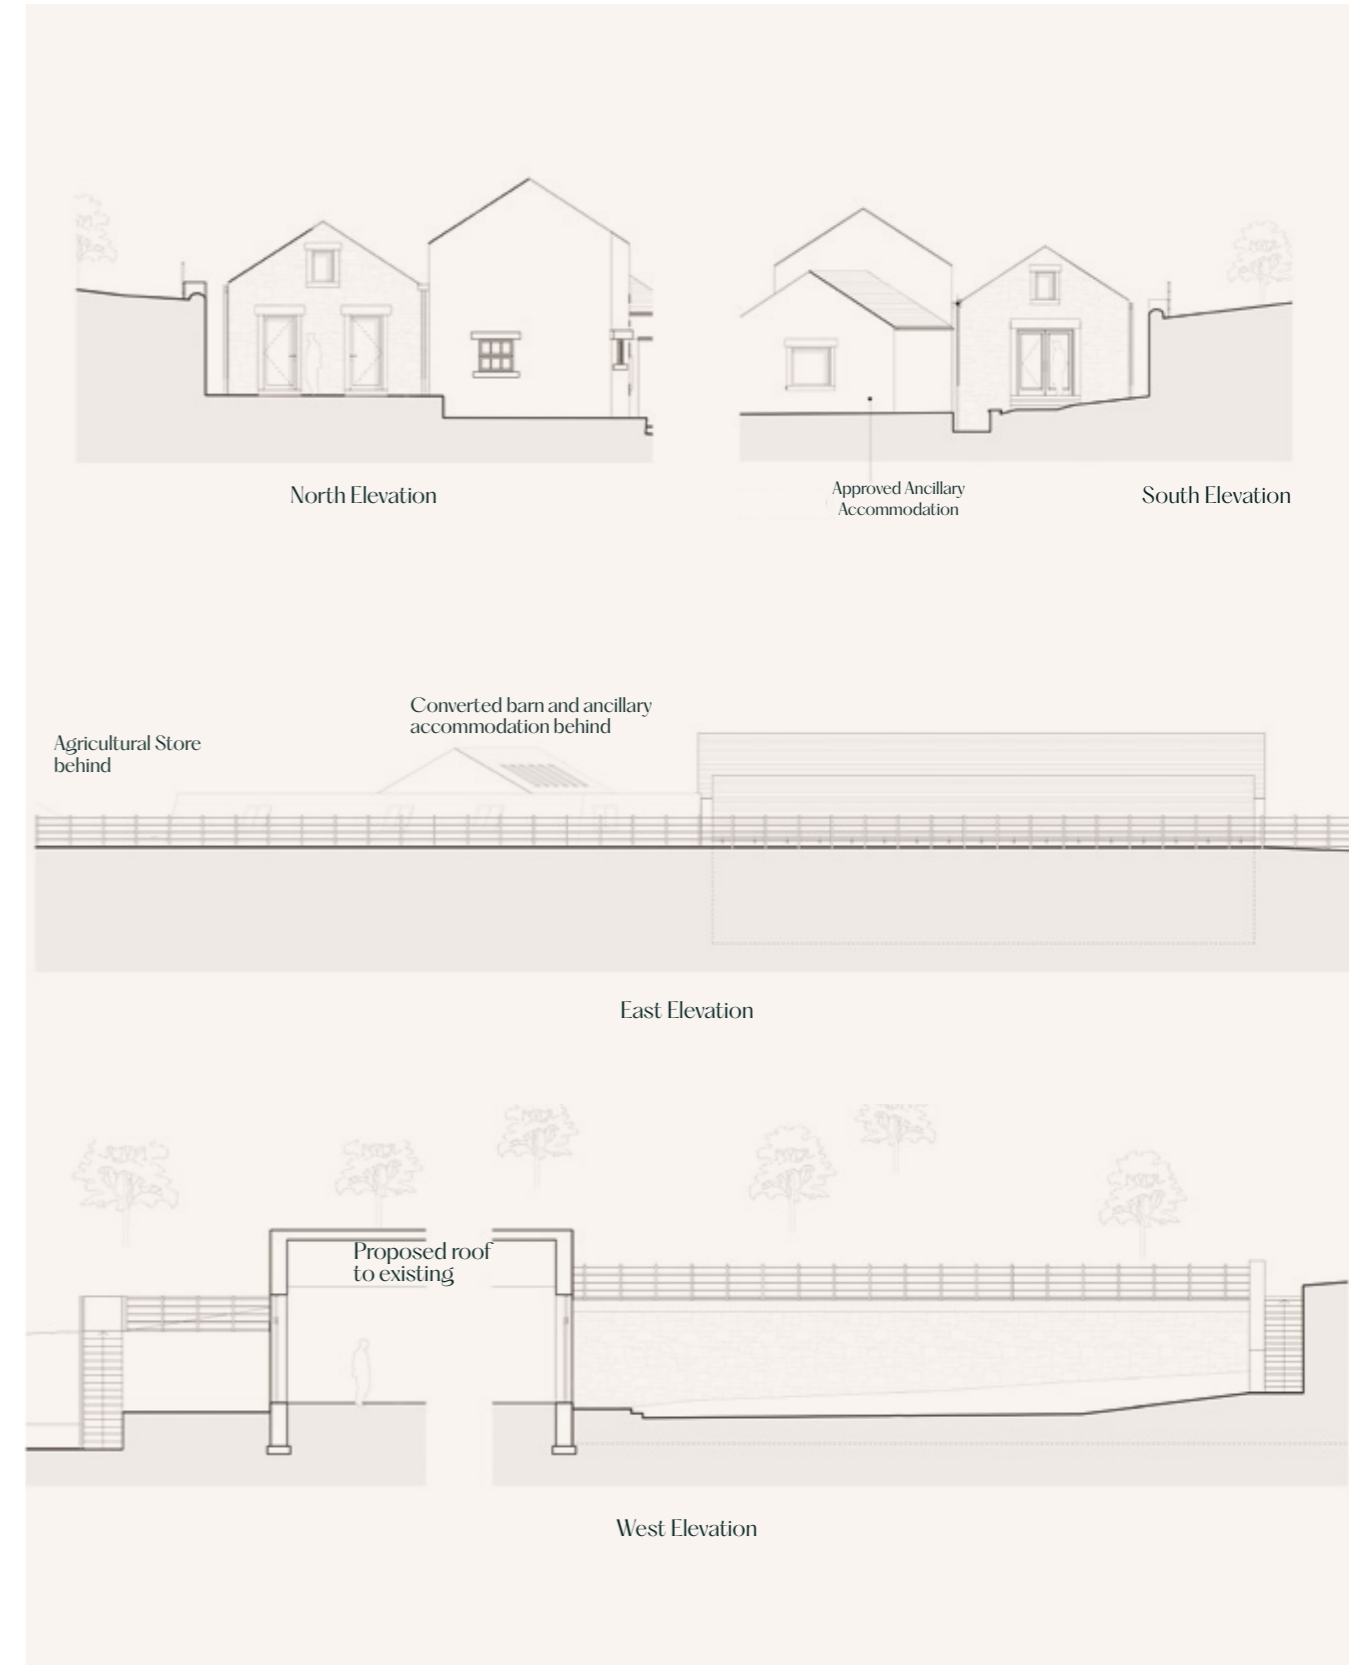 North Elevation
Approved Ancillary
Accommodation
South Elevation
Agricultural Store
behind
Converted barn and ancillary
accommodation behind
East Elevation
Proposed roof
to existing
West Elevation